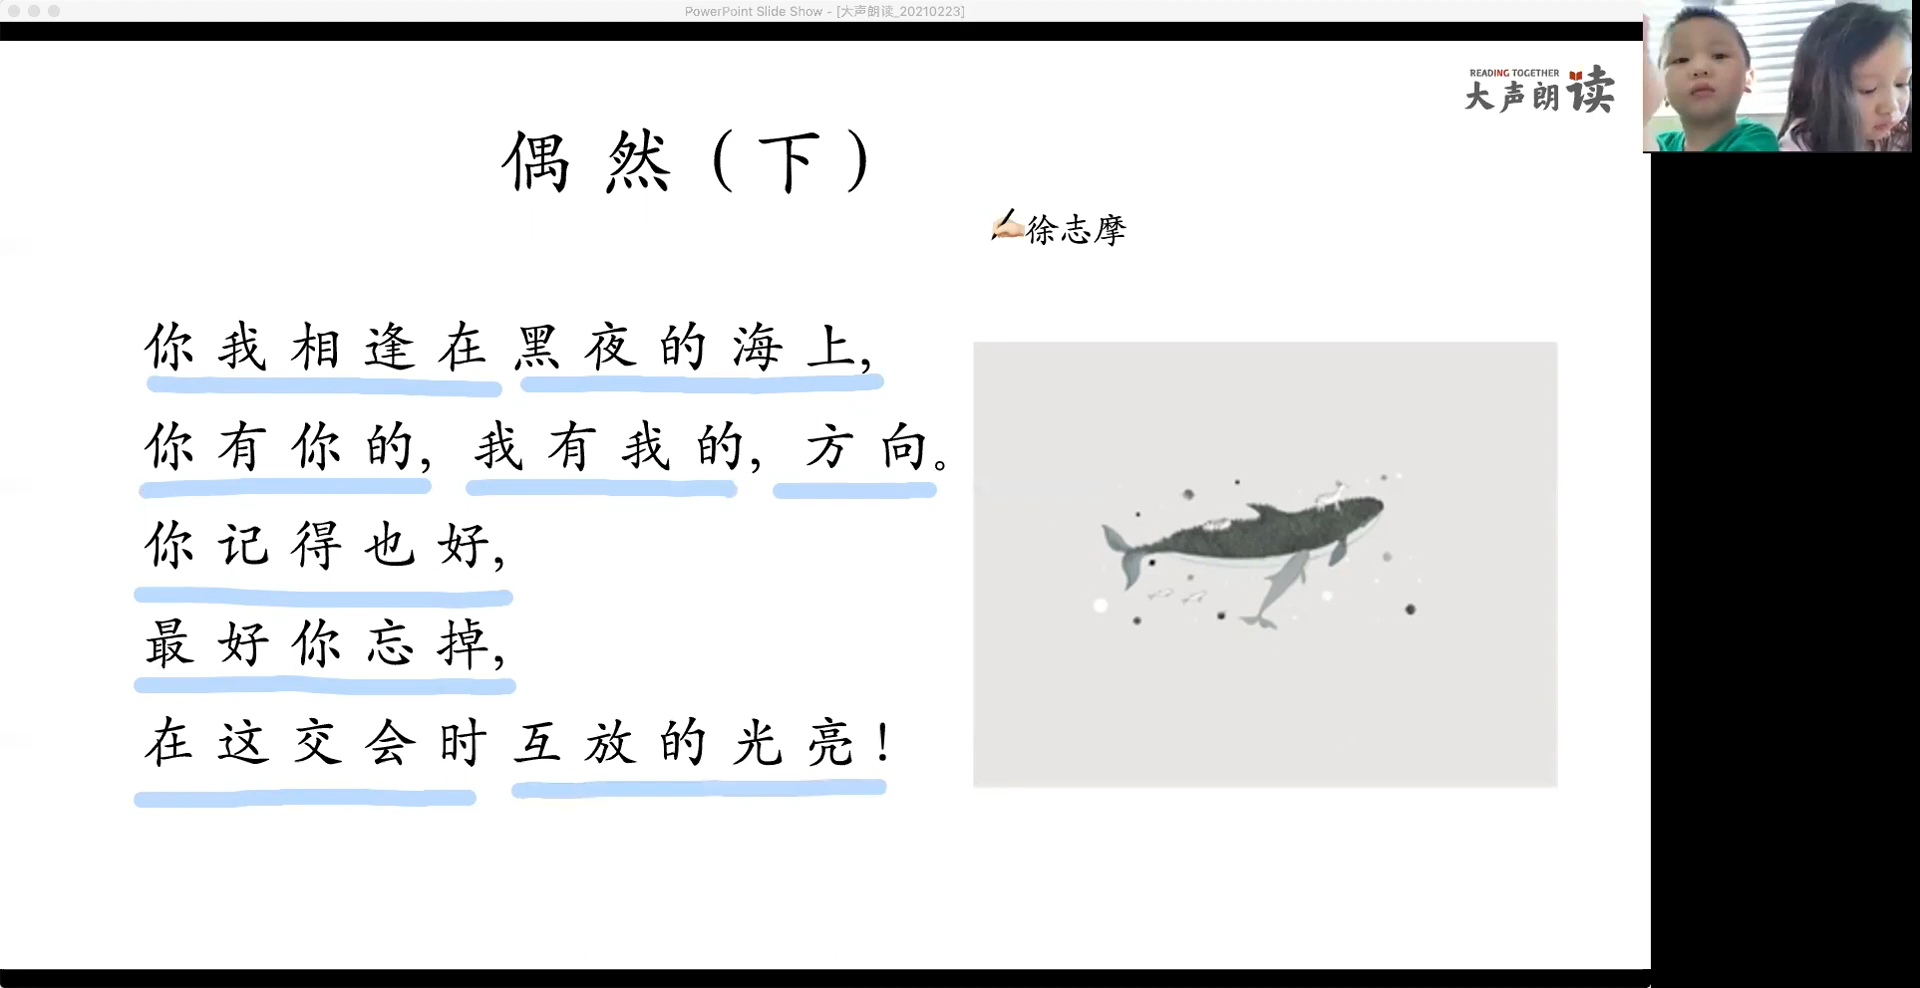 PowerPoint Slide Show - [大声朗读_20210223]
READING TOGETHER
大声朗读
偶然（下）
徐志摩
你我相逢在黑夜的海上，
你有你的，我有我的，方向。
你记得也好，
最好你忘掉，
在这交会时互放的光亮！